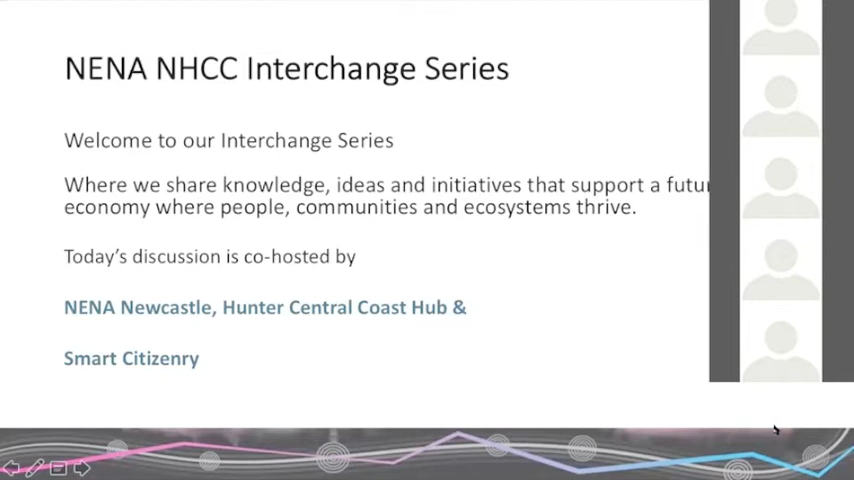 NENA NHCC Interchange Series
Welcome to our Interchange Series
Where we share knowledge, ideas and initiatives that support a futu
economy where people, communities and ecosystems thrive.
Today's discussion is co-hosted by
NENA Newcastle, Hunter Central Coast Hub &
Smart Citizenry